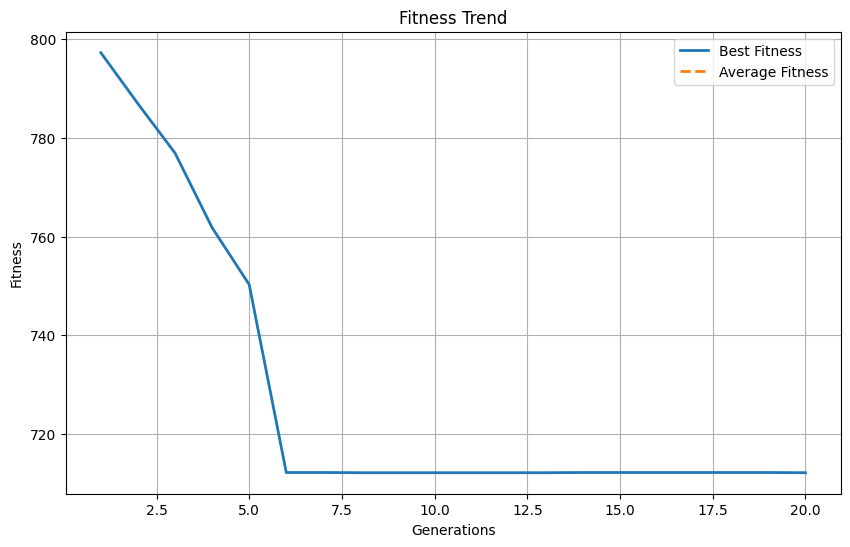 Fitness Trend
800
780
760
740
720
Fitness
Best Fitness
Average Fitness
2.5
5.0
7.5
10.0
12.5
15.0
17.5
20.0
Generations